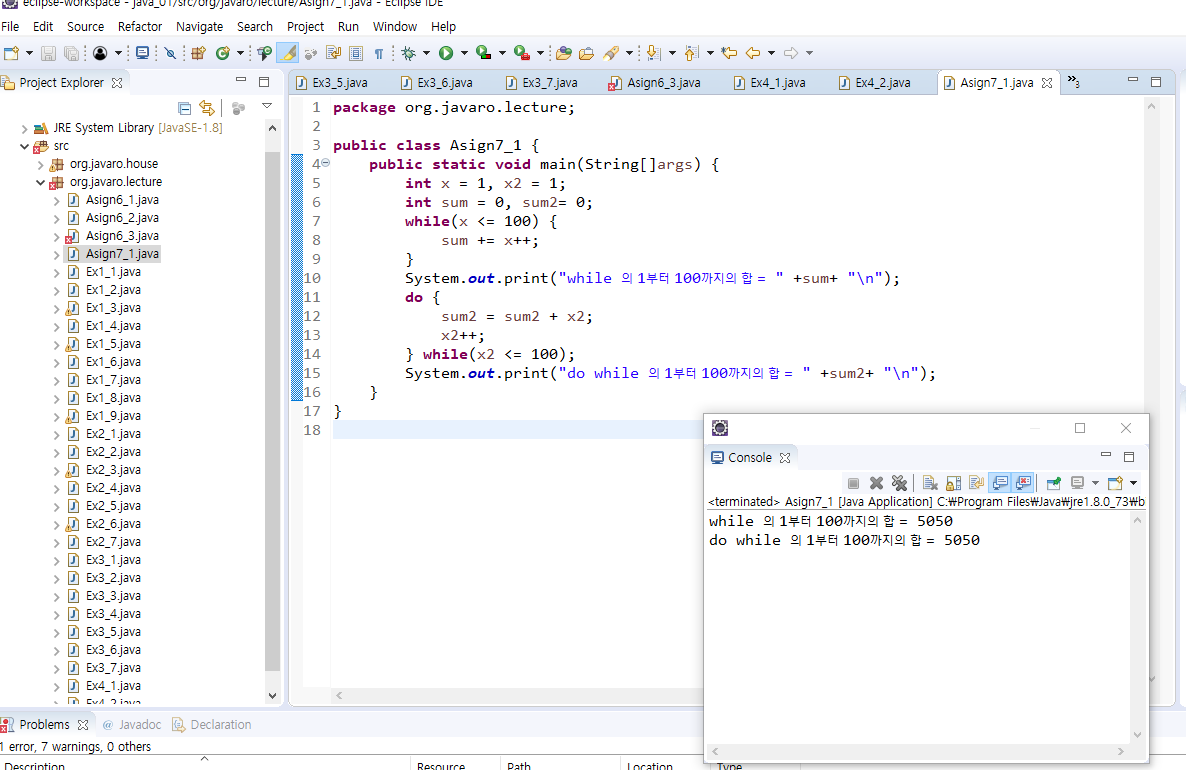 eclipse-workspace - java_01/src/org/javaro/lecture/Asign7_1.java - Eclipse IDE
File Edit Source Refactor Navigate Search Project Run Window Help
Project Explorer
JRE System Library [JavaSE-1.8]
src
org.javaro.house
org.javaro.lecture
Asign6_1.java
Asign6_2.java
Asign6_3.java
Asign7_1.java
Ex1_1.java
Ex1_2.java
Ex1_3.java
Ex1_4.java
Ex1_5.java
Ex1_6.java
Ex1_7.java
Ex1_8.java
Ex1_9.java
Ex2_1.java
Ex2_2.java
Ex2_3.java
Ex2_4.java
Ex2_5.java
Ex2_6.java
Ex2_7.java
Ex3_1.java
Ex3_2.java
Ex3_3.java
Ex3_4.java
Ex3_5.java
Ex3_6.java
Ex3_7.java
Ex4_1.java
Ex4_2.java
Ex3_5.java Ex3_6.java Ex3_7.java Asign6_3.java Ex4_1.java Ex4_2.java Asign7_1.java »3
1 package org.javaro.lecture;
2
3 public class Asign7_1 {
4 public static void main(String[]args) {
5 int x = 1, x2 = 1;
6 int sum = 0, sum2= 0;
7 while(x <= 100) {
8 sum += x++;
9 }
10 System.out.print("while 의 1부터 100까지의 합 = " +sum+ "\n");
11 do {
12 sum2 = sum2 + x2;
13 x2++;
14 } while(x2 <= 100);
15 System.out.print("do while 의 1부터 100까지의 합 = " +sum2+ "\n");
16 }
17 }
18
Console
<terminated> Asign7_1 [Java Application] C:₩Program Files₩Java₩jre1.8.0_73₩b
while 의 1부터 100까지의 합 = 5050
do while 의 1부터 100까지의 합 = 5050
Problems @ Javadoc Declaration
1 error, 7 warnings, 0 others
Description Resource Path Location Type